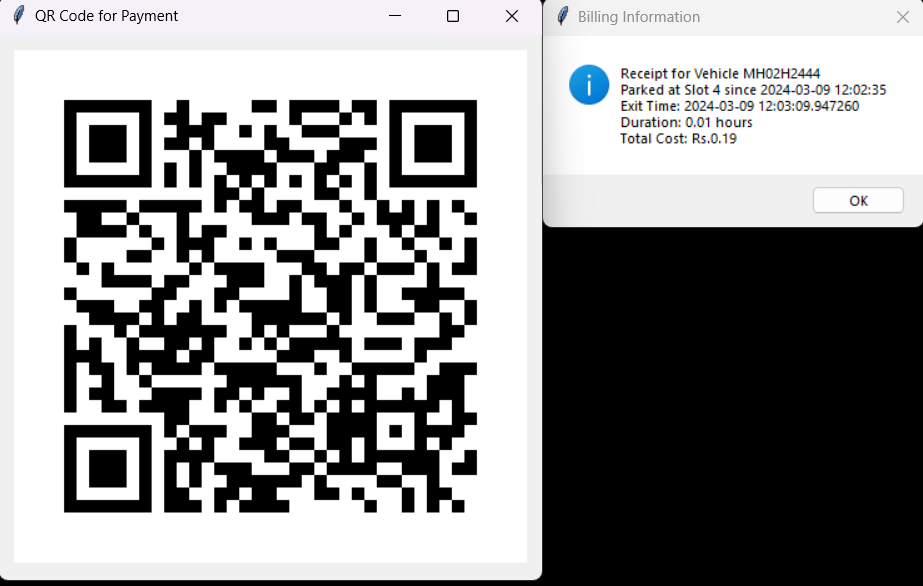 QR Code for Payment
Billing Information
Receipt for Vehicle MH02H2444
Parked at Slot 4 since 2024-03-09 12:02:35
Exit Time: 2024-03-09 12:03:09.947260
Duration: 0.01 hours
Total Cost: Rs.0.19
OK